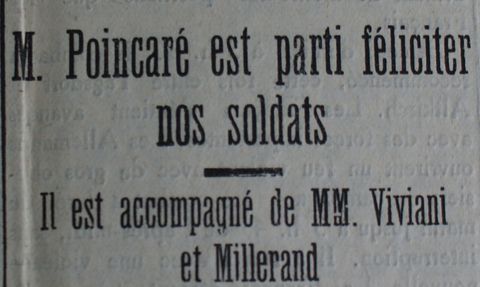 M. Poincaré est parti féliciter
nos soldats
Il est accompagné de MM. Viviani
et Millerand